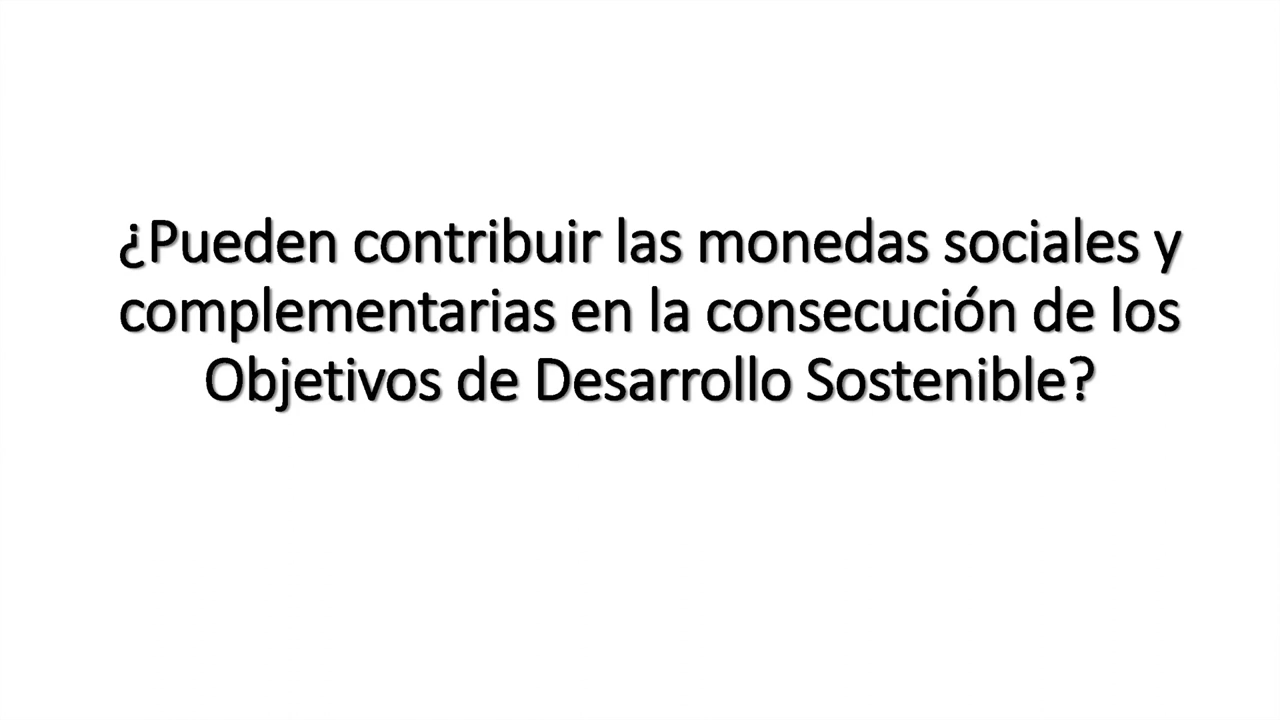 ¿Pueden contribuir las monedas sociales y
complementarias en la consecución de los
Objetivos de Desarrollo Sostenible?